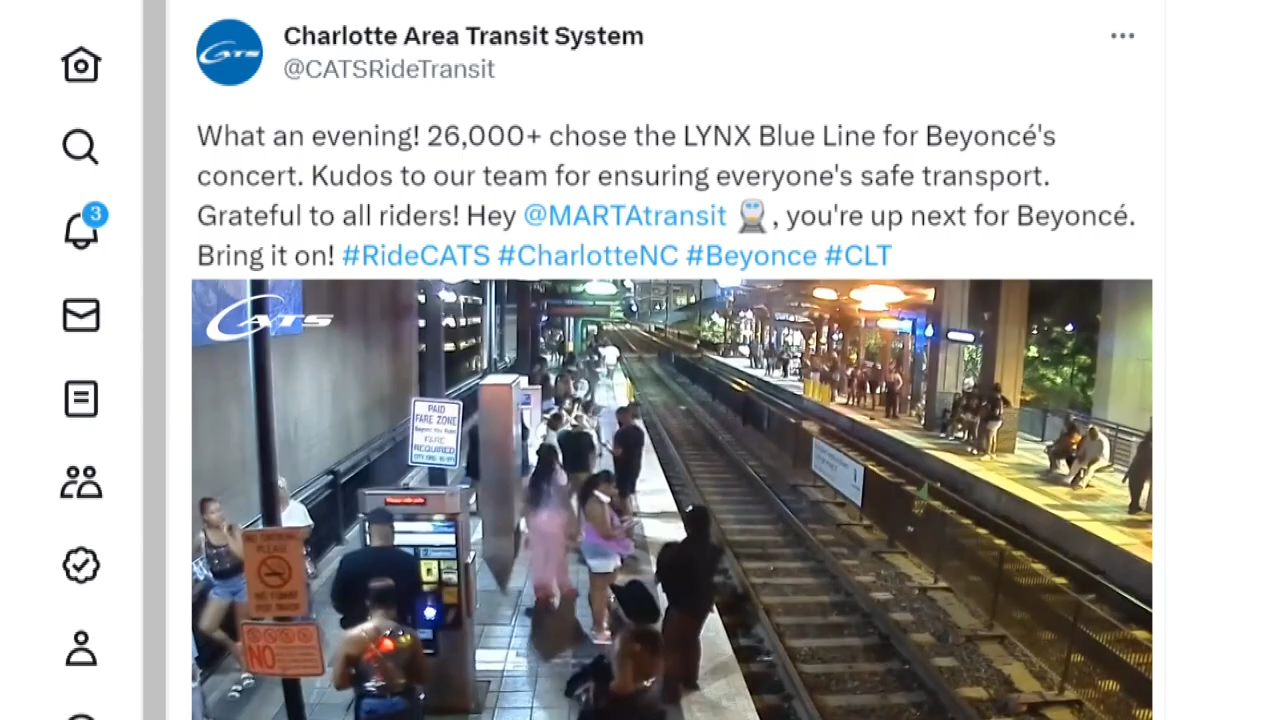 CATS
Charlotte Area Transit System
@CATSRideTransit
What an evening! 26,000+ chose the LYNX Blue Line for Beyoncé's
concert. Kudos to our team for ensuring everyone's safe transport.
Grateful to all riders! Hey @MARTAtransit 🚆, you're up next for Beyoncé.
Bring it on! #RideCATS #CharlotteNC #Beyonce #CLT
3
CATS
PAID
FARE ZONE
FARE
REQUIRED
NO SMOKING
PLEASE
NO